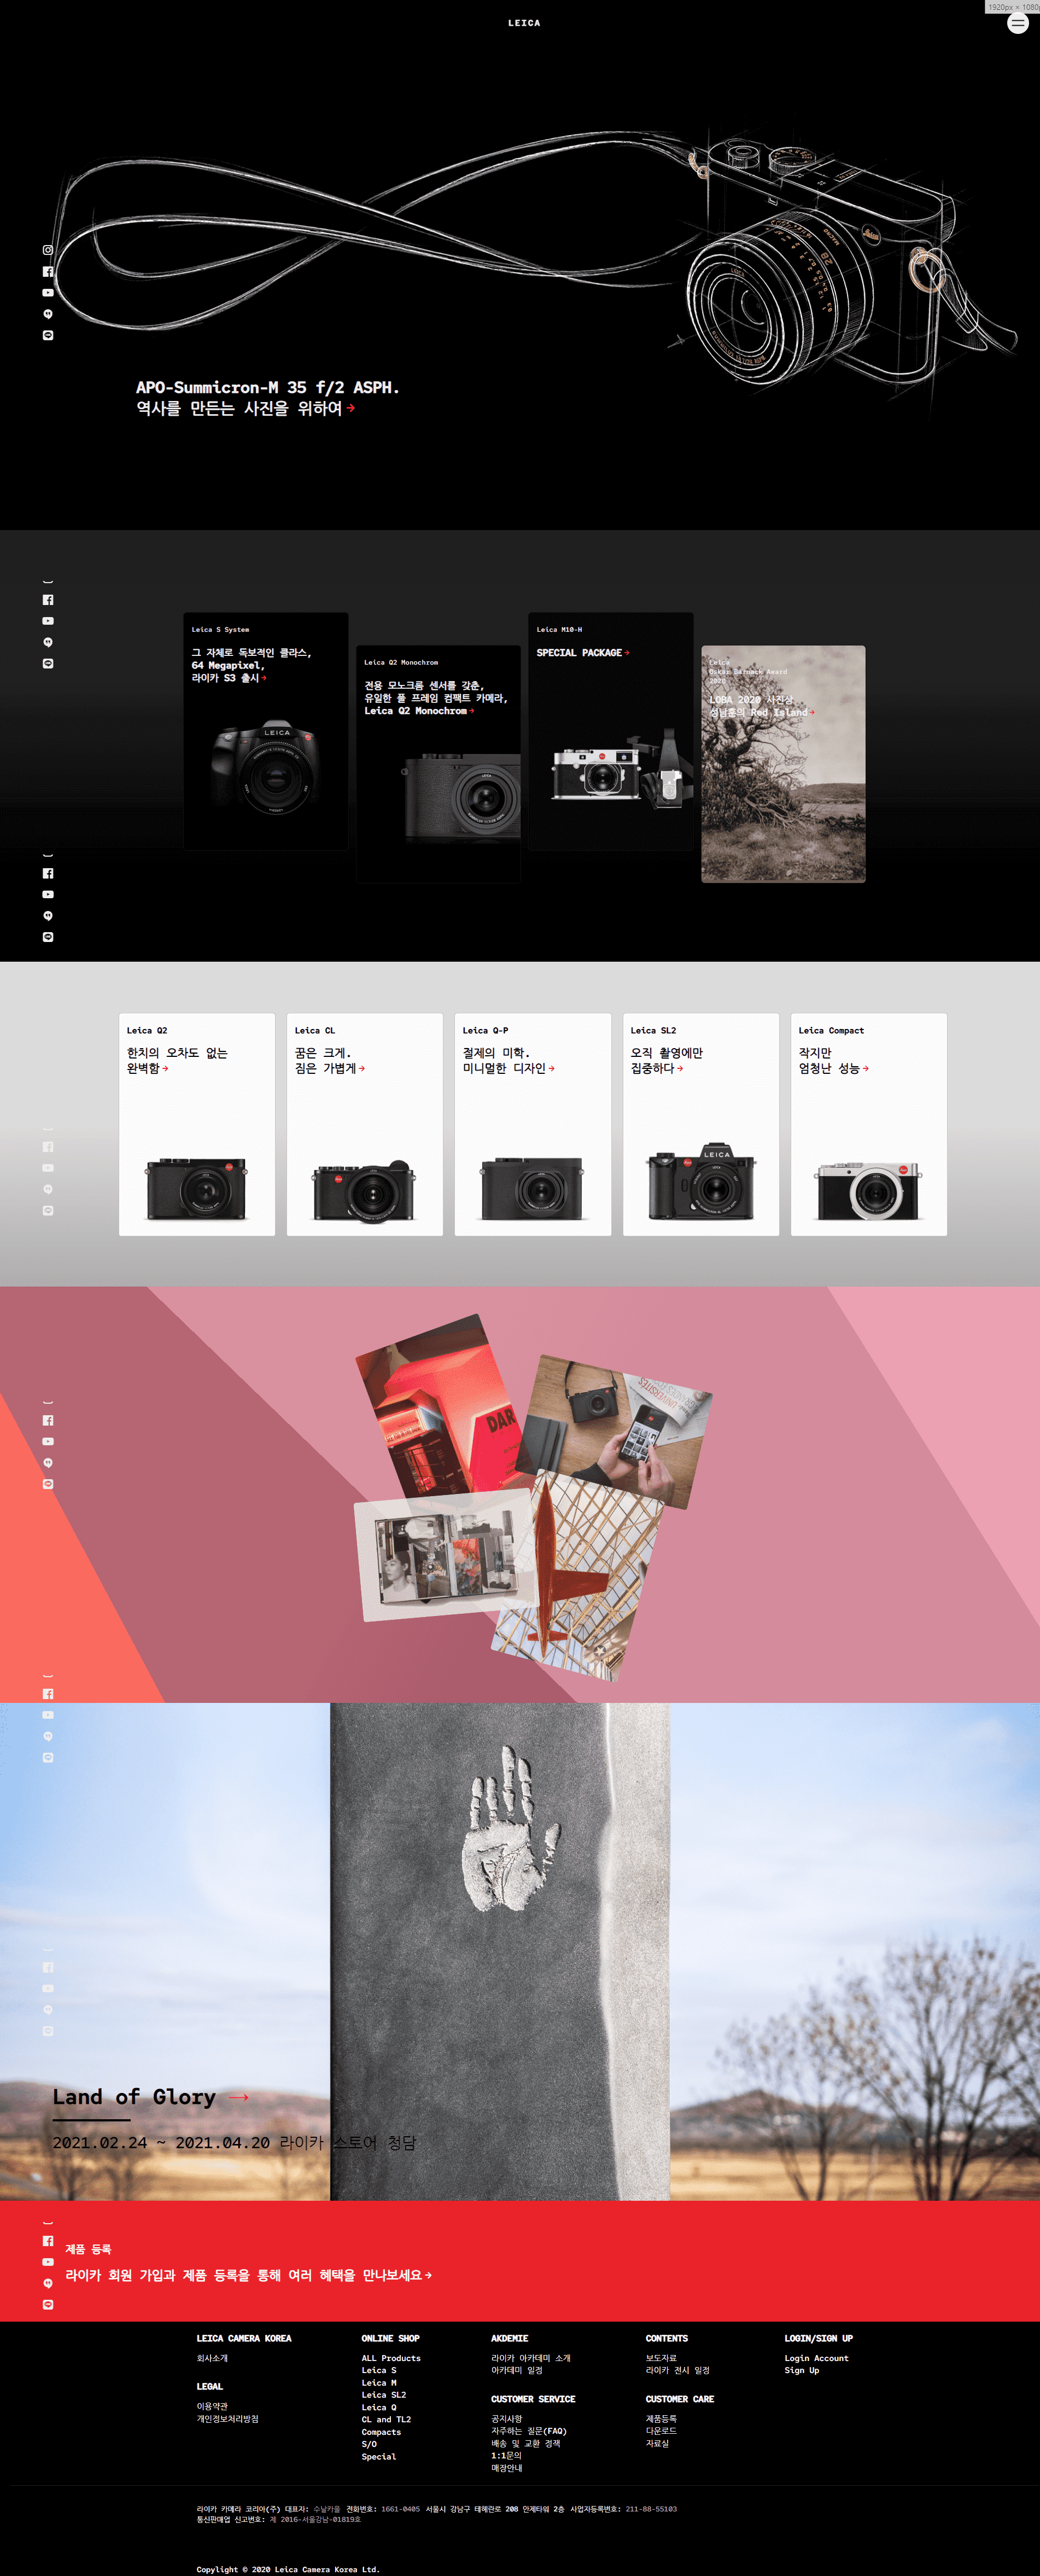 1920px × 1080p
LEICA
APO-Summicron-M 35 f/2 ASPH.
역사를 만든는 사진을 위하여
Leica S System
그 자체로 독보적인 클라스,
64 Megapixel,
라이카 S3 출시
Leica Q2 Monochrom
전용 모노크롬 센서를 갖춘,
유일한 풀 프레임 컴팩트 카메라,
Leica Q2 Monochrom
Leica M10-H
SPECIAL PACKAGE
Leica
Oskar Barnack Award
2020
LOBA 2020 사진상
성남훈의 Red Island
Leica Q2
한치의 오차도 없는
완벽함
Leica CL
꿈은 크게.
짐은 가볍게
Leica Q-P
절제의 미학.
미니멀한 디자인
Leica SL2
오직 촬영에만
집중하다
Leica Compact
작지만
엄청난 성능
LEICA
LEICA
DAR
Land of Glory
2021.02.24 ~ 2021.04.20 라이카 스토어 청담
제품 등록
라이카 회원 가입과 제품 등록을 통해 여러 혜택을 만나보세요
LEICA CAMERA KOREA
회사소개
LEGAL
이용약관
개인정보처리방침
ONLINE SHOP
ALL Products
Leica S
Leica M
Leica SL2
Leica Q
CL and TL2
Compacts
S/O
Special
AKDEMIE
라이카 아카데미 소개
아카데미 일정
CUSTOMER SERVICE
공지사항
자주하는 질문(FAQ)
배송 및 교환 정잭
1:1문의
매장안내
CONTENTS
보도자료
라이카 전시 일정
CUSTOMER CARE
제품등록
다운로드
자료실
LOGIN/SIGN UP
Login Account
Sign Up
라이카 카메라 코리아(주) 대표자: 수날카플 전화번호: 1661-0405 서울시 강남구 테헤란로 208 안제타워 2층 사업자등록번호: 211-88-55103
통신판매업 신고번호: 제 2016-서울강남-01819호
Copylight © 2020 Leica Camera Korea Ltd.